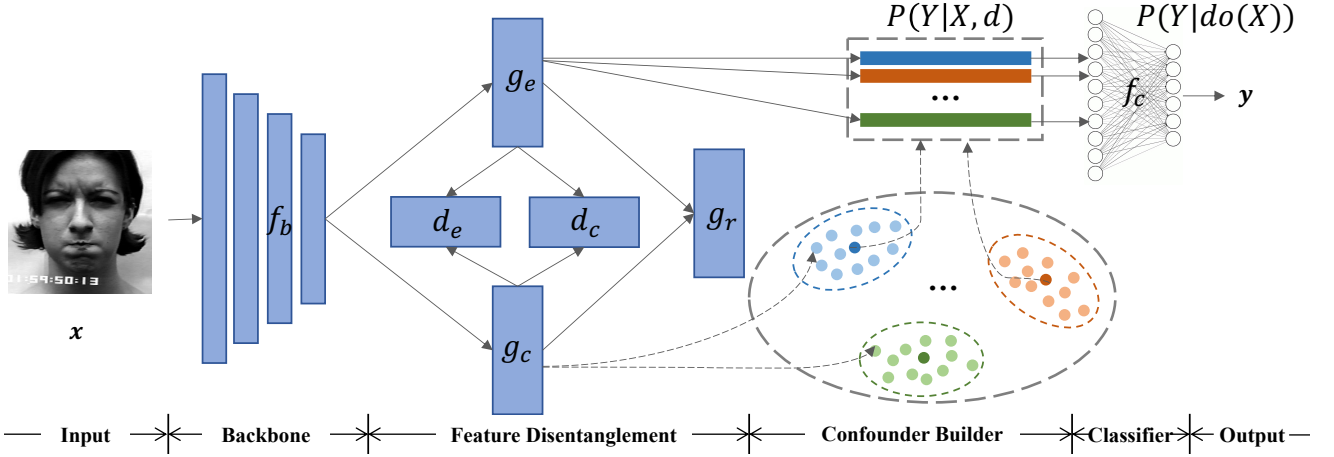 P(Y|X, d)
P(Y|do(X))
g_e
f_c
y
f_b
d_e
d_c
g_r
...
...
1:59:50:13
g_c
x
Input
Backbone
Feature Disentanglement
Confounder Builder
Classifier
Output